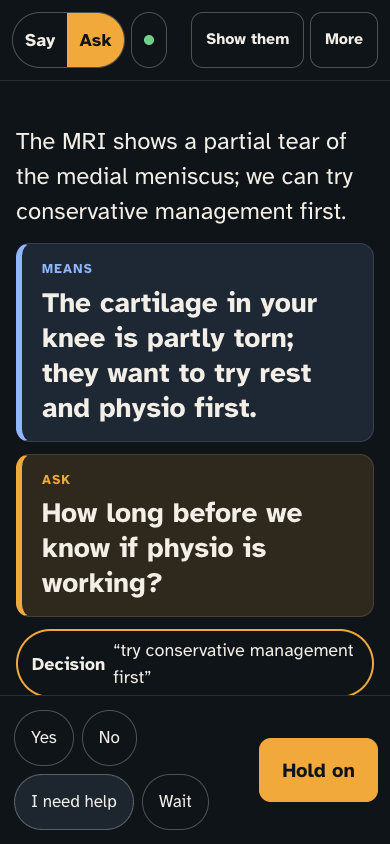 Say Ask Show them More
The MRI shows a partial tear of
the medial meniscus; we can try
conservative management first.
MEANS
The cartilage in your
knee is partly torn;
they want to try rest
and physio first.
ASK
How long before we
know if physio is
working?
Decision “try conservative management
first”
Yes No
I need help Wait
Hold on